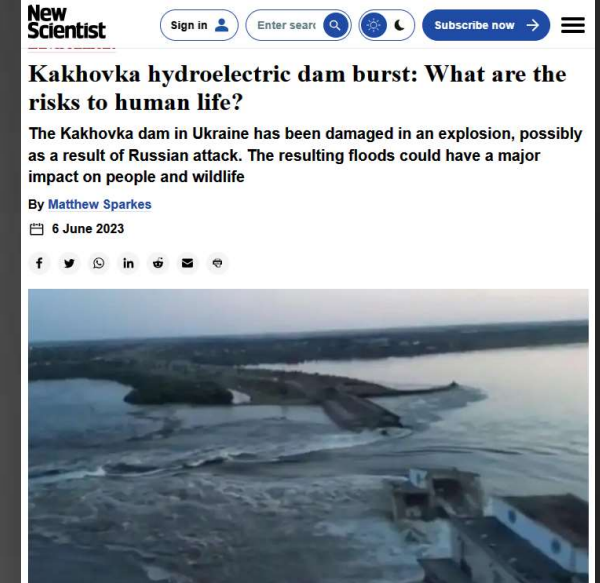 New
Scientist
Sign in
Enter sear
Subscribe now
Kakhovka hydroelectric dam burst: What are the
risks to human life?
The Kakhovka dam in Ukraine has been damaged in an explosion, possibly
as a result of Russian attack. The resulting floods could have a major
impact on people and wildlife
By Matthew Sparkes
6 June 2023